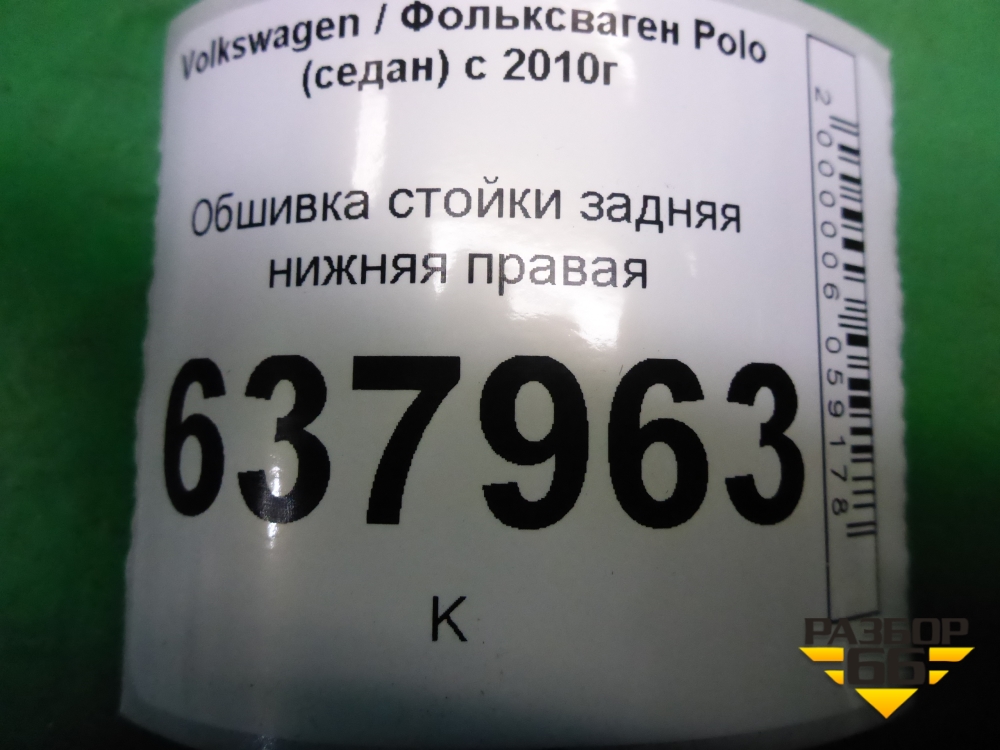 Volkswagen / Фольксваген Polo
(седан) с 2010г
Обшивка стойки задняя
нижняя правая
637963
К
2000006059178
РАЗБОР
66